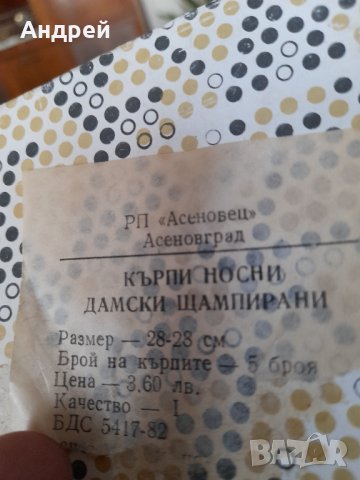 Андрей
РП «Асеновец»
Асеновград
КЪРПИ НОСНИ
ДАМСКИ ЩАМПИРАНИ
Размер — 28-28 см
Брой на кърпите — 5 броя
Цена — 3.60 лв.
Качество — I
БДС 5417-82
BAZAR